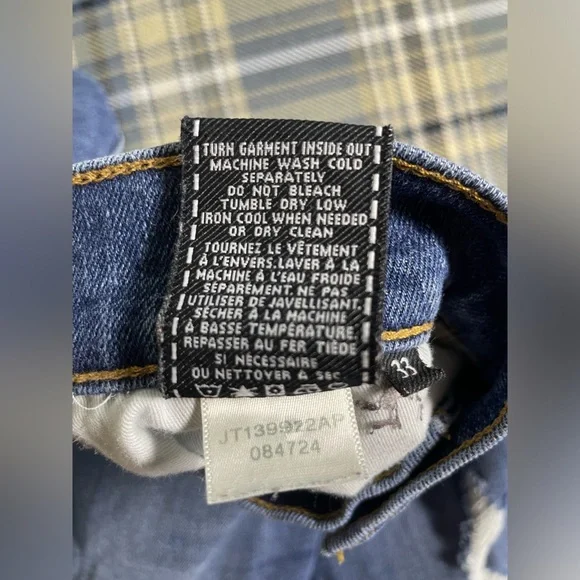 TURN GARMENT INSIDE OUT
MACHINE WASH COLD
SEPARATELY
DO NOT BLEACH
TUMBLE DRY LOW
IRON COOL WHEN NEEDED
OR DRY CLEAN
TOURNEZ LE VÊTEMENT
À L'ENVERS.LAVER À LA
MACHINE À L'EAU FROIDE
SÉPARÉMENT. NE PAS
UTILISER DE JAVELLISANT.
SÉCHER À LA MACHINE
À BASSE TEMPÉRATURE
REPASSER AU FER TIÈDE
SI NÉCESSAIRE
OU NETTOYER À SEC
33
JT139922AP
084724